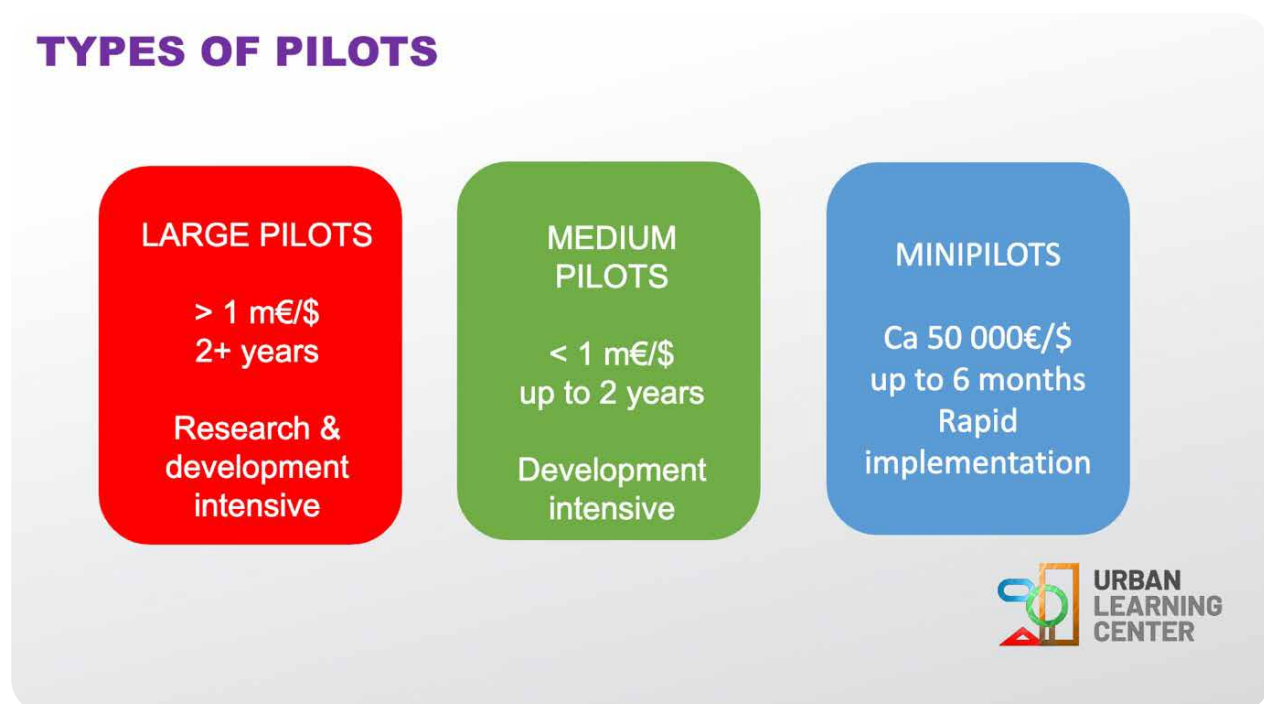 TYPES OF PILOTS
LARGE PILOTS
> 1 m€/$
2+ years
Research &
development
intensive
MEDIUM
PILOTS
< 1 m€/$
up to 2 years
Development
intensive
MINIPILOTS
Ca 50 000€/$
up to 6 months
Rapid
implementation
URBAN
LEARNING
CENTER